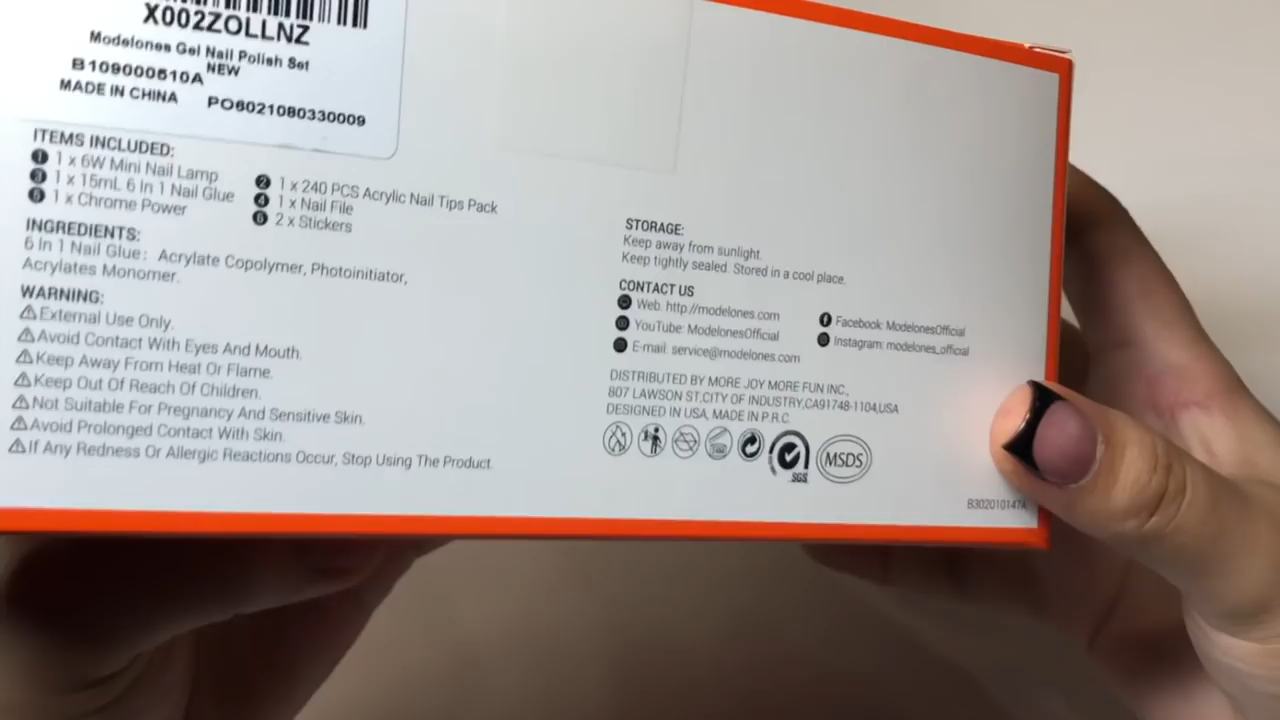 X002ZOLLNZ
Modelones Gel Nail Polish Set
NEW
B109000510A
MADE IN CHINA PO6021080330009
ITEMS INCLUDED:
1 1 x 6W Mini Nail Lamp
2 1 x 240 PCS Acrylic Nail Tips Pack
3 1 x 15mL 6 In 1 Nail Glue
4 1 x Nail File
5 1 x Chrome Power
6 2 x Stickers
INGREDIENTS:
6 In 1 Nail Glue: Acrylate Copolymer, Photoinitiator,
Acrylates Monomer.
WARNING:
External Use Only.
Avoid Contact With Eyes And Mouth.
Keep Away From Heat Or Flame.
Keep Out Of Reach Of Children.
Not Suitable For Pregnancy And Sensitive Skin.
Avoid Prolonged Contact With Skin.
If Any Redness Or Allergic Reactions Occur, Stop Using The Product.
STORAGE:
Keep away from sunlight.
Keep tightly sealed. Stored in a cool place.
CONTACT US
Web: http://modelones.com
Facebook: ModelonesOfficial
YouTube: ModelonesOfficial
Instagram: modelones_official
E-mail: service@modelones.com
DISTRIBUTED BY MORE JOY MORE FUN INC.,
807 LAWSON ST,CITY OF INDUSTRY,CA91748-1104,USA
DESIGNED IN USA, MADE IN P.R.C.
SGS
MSDS
B302010147A